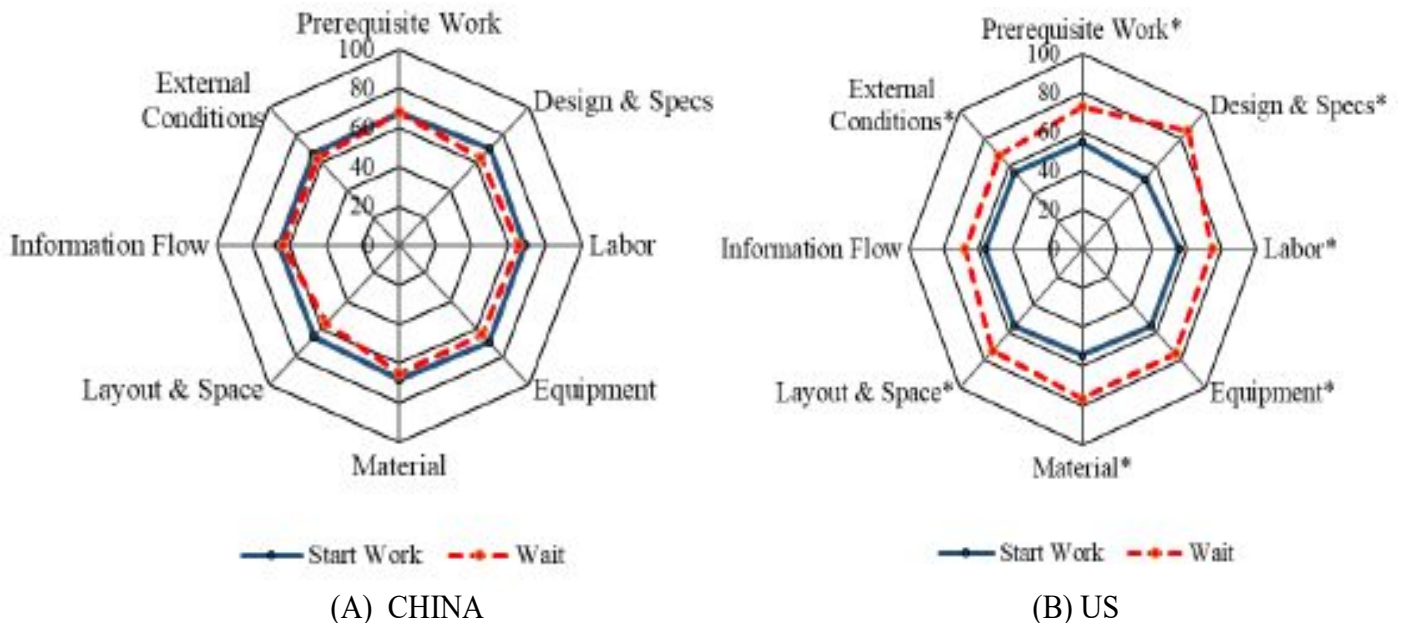 Prerequisite Work
100
External
Conditions
80
Design & Specs
60
40
20
Information Flow
0
Labor
Layout & Space
Equipment
Material
Start Work
Wait
(A) CHINA
Prerequisite Work*
100
External
Conditions*
80
Design & Specs*
60
40
20
Information Flow
0
Labor*
Layout & Space*
Equipment*
Material*
Start Work
Wait
(B) US